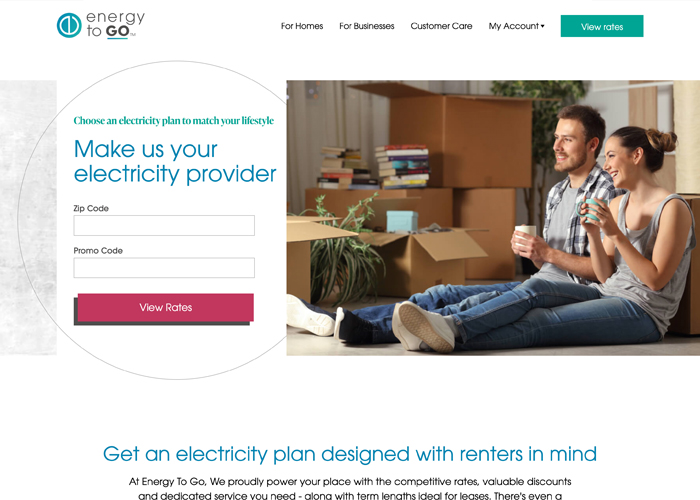 energy
to GO
For Homes
For Businesses
Customer Care
My Account
View rates
Choose an electricity plan to match your lifestyle
Make us your
electricity provider
Zip Code
Promo Code
View Rates
Get an electricity plan designed with renters in mind
At Energy To Go, We proudly power your place with the competitive rates, valuable discounts
and dedicated service you need - along with term lengths ideal for leases. There's even a